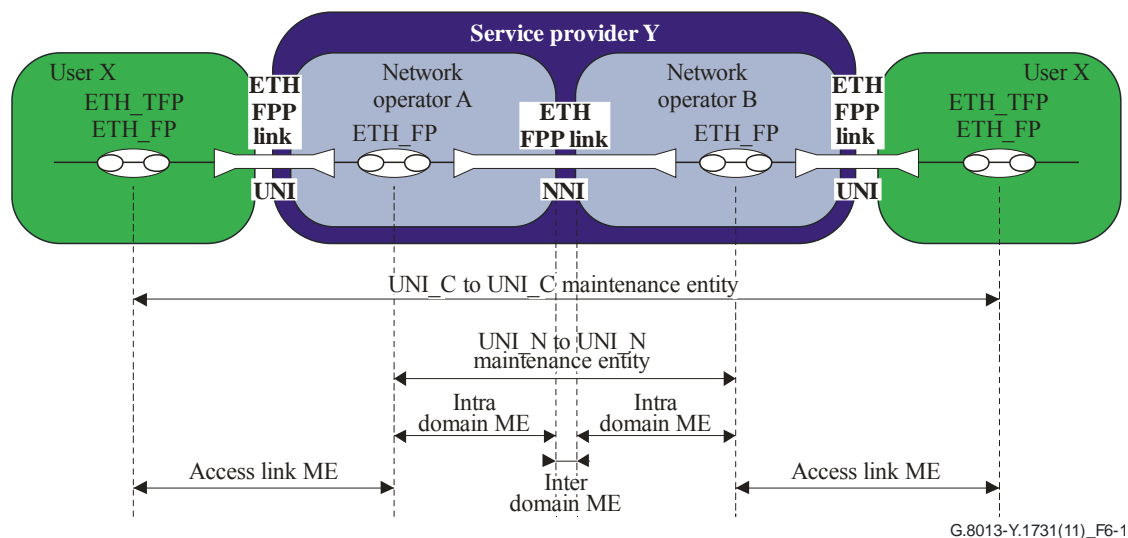 Service provider Y
User X
ETH_TFP
ETH_FP
ETH
FPP
link
UNI
Network
operator A
ETH_FP
ETH
FPP link
NNI
Network
operator B
ETH_FP
ETH
FPP
link
UNI
User X
ETH_TFP
ETH_FP
UNI_C to UNI_C maintenance entity
UNI_N to UNI_N
maintenance entity
Intra
domain ME
Intra
domain ME
Access link ME
Inter
domain ME
Access link ME
G.8013-Y.1731(11)_F6-1